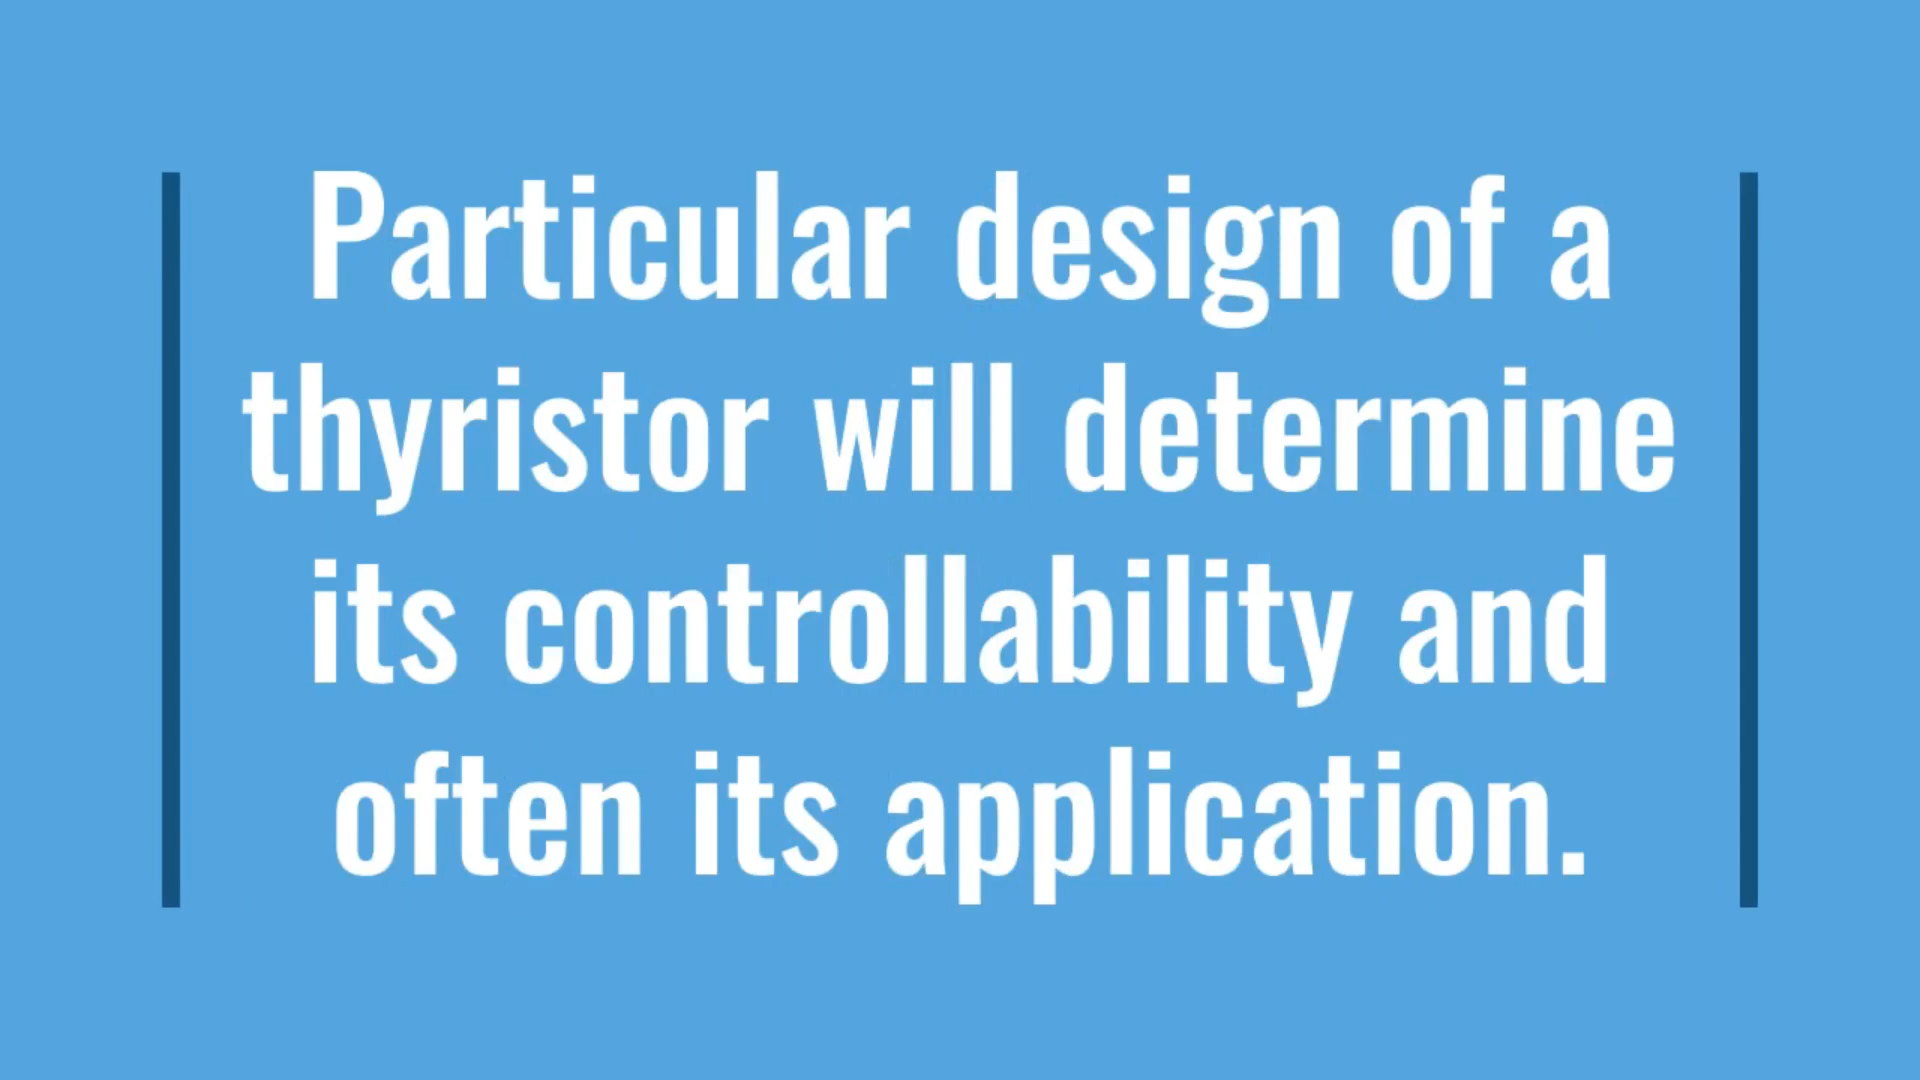 Particular design of a
thyristor will determine
its controllability and
often its application.